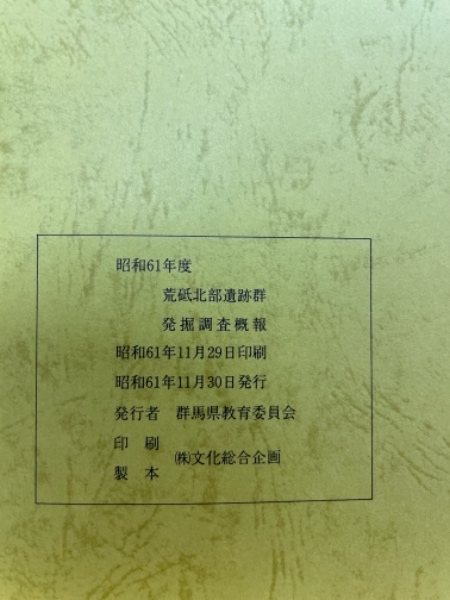 昭和61年度
荒砥北部遺跡群
発掘調査概報
昭和61年11月29日印刷
昭和61年11月30日発行
発行者 群馬県教育委員会
印刷
製本 ㈱文化総合企画